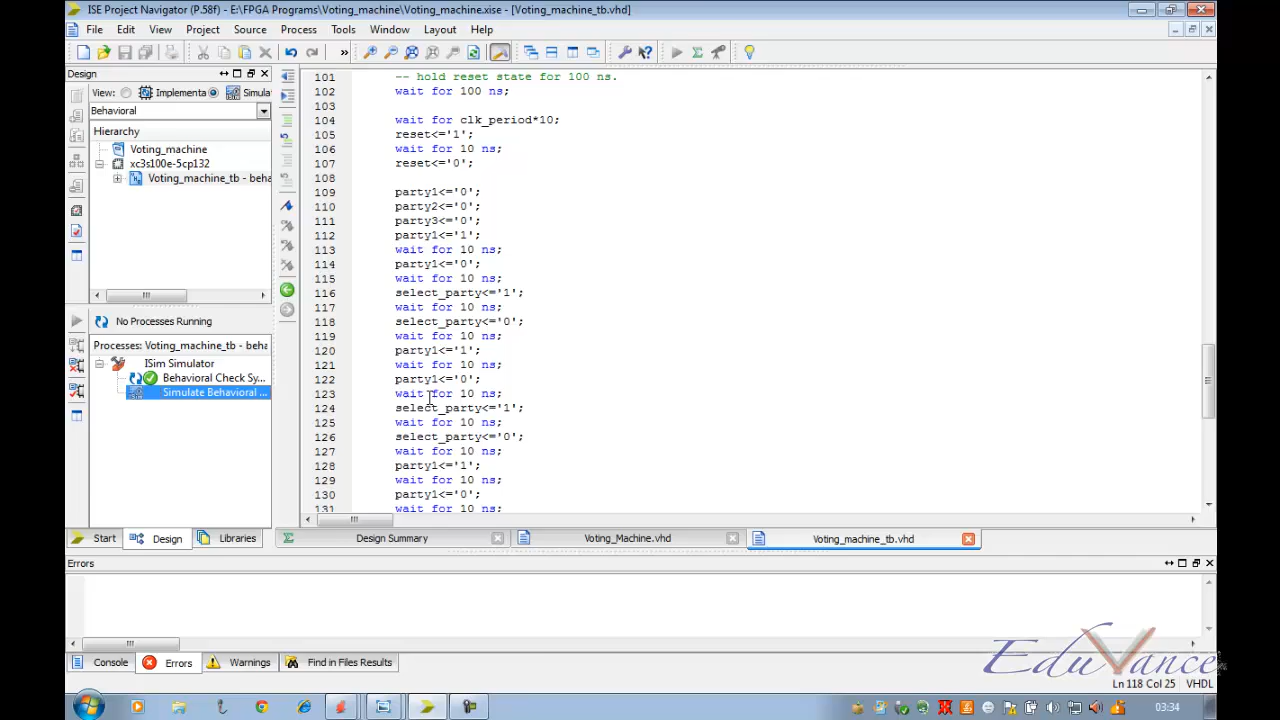 ISE Project Navigator (P.58f) - E:\FPGA Programs\Voting_machine\Voting_machine.xise - [Voting_machine_tb.vhd]
File Edit View Project Source Process Tools Window Layout Help
Design
View: Implementa Simula
Behavioral
Hierarchy
Voting_machine
xc3s100e-5cp132
Voting_machine_tb - beha
No Processes Running
Processes: Voting_machine_tb - beha
ISim Simulator
Behavioral Check Sy...
Simulate Behavioral ...
Start Design Libraries
101 -- hold reset state for 100 ns.
102 wait for 100 ns;
103
104 wait for clk_period*10;
105 reset<='1';
106 wait for 10 ns;
107 reset<='0';
108
109 party1<='0';
110 party2<='0';
111 party3<='0';
112 party1<='1';
113 wait for 10 ns;
114 party1<='0';
115 wait for 10 ns;
116 select_party<='1';
117 wait for 10 ns;
118 select_party<='0';
119 wait for 10 ns;
120 party1<='1';
121 wait for 10 ns;
122 party1<='0';
123 wait for 10 ns;
124 select_party<='1';
125 wait for 10 ns;
126 select_party<='0';
127 wait for 10 ns;
128 party1<='1';
129 wait for 10 ns;
130 party1<='0';
131 wait for 10 ns;
Design Summary Voting_Machine.vhd Voting_machine_tb.vhd
Errors
Console Errors Warnings Find in Files Results
EduVance
Ln 118 Col 25 VHDL
03:34